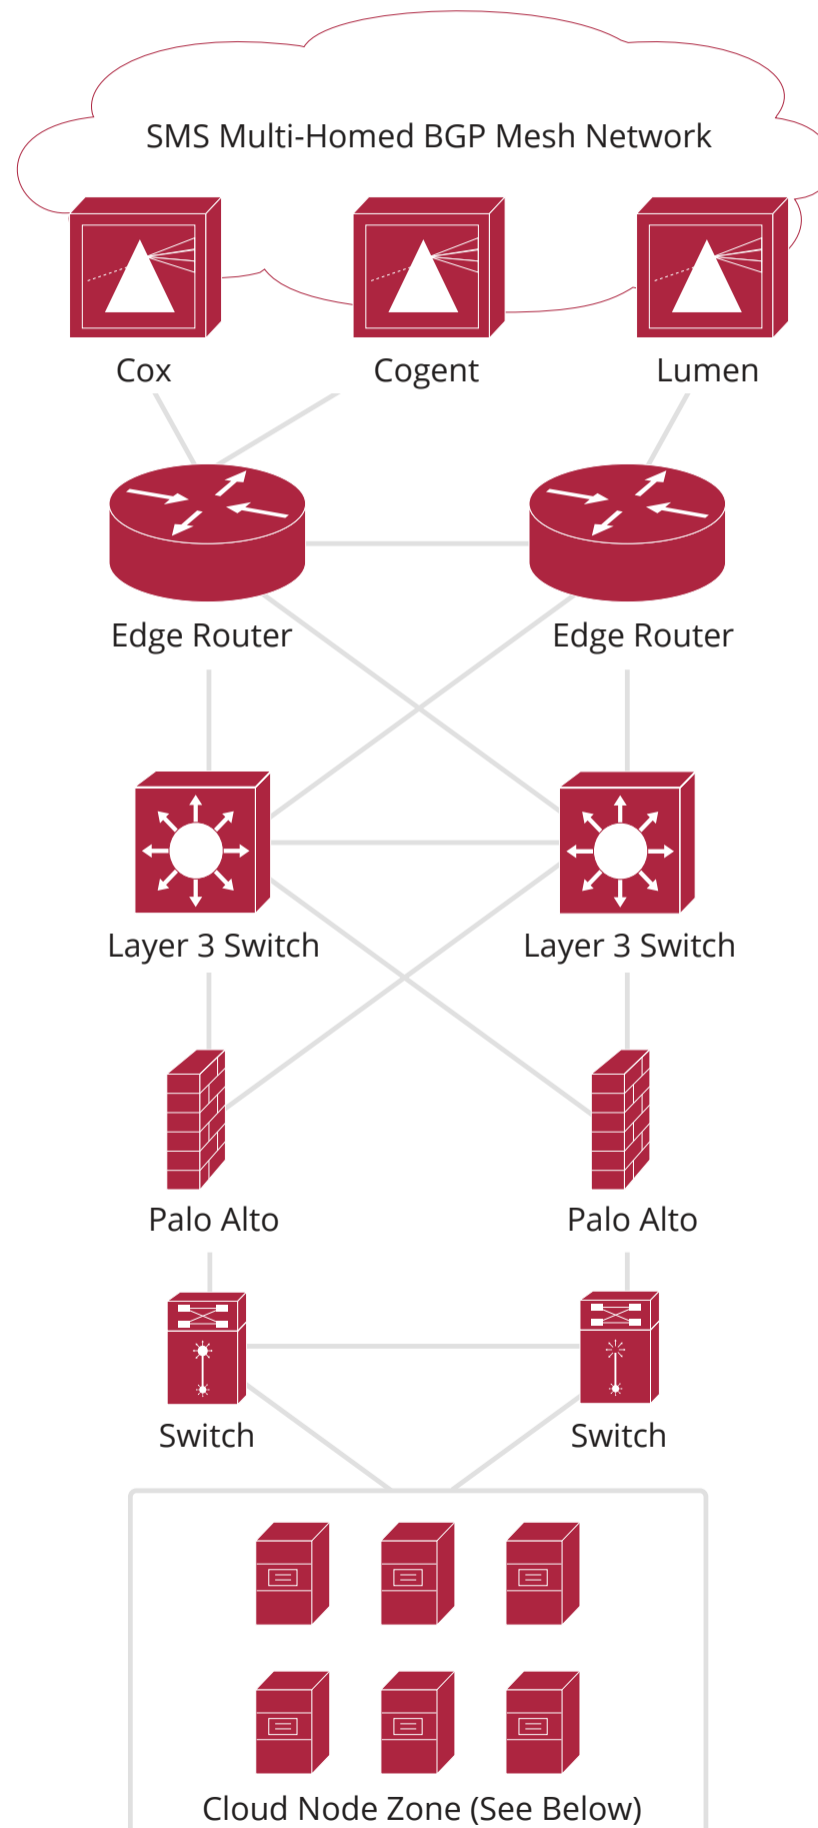 SMS Multi-Homed BGP Mesh Network
Cox
Cogent
Lumen
Edge Router
Edge Router
Layer 3 Switch
Layer 3 Switch
Palo Alto
Palo Alto
Switch
Switch
Cloud Node Zone (See Below)